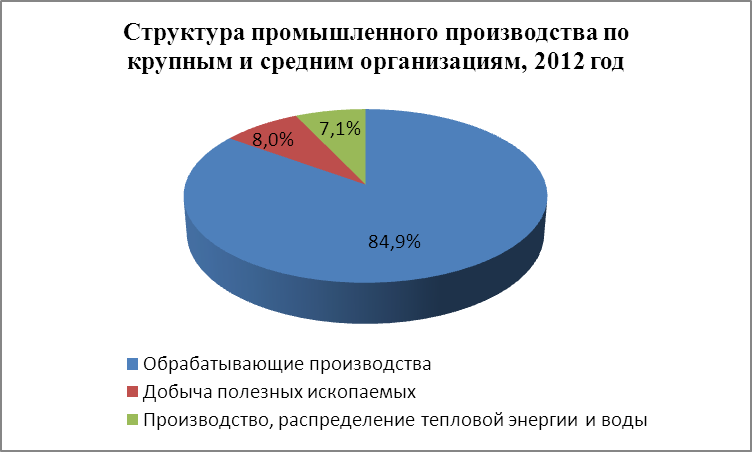 Структура промышленного производства по
крупным и средним организациям, 2012 год
7,1%
8,0%
84,9%
Обрабатывающие производства
Добыча полезных ископаемых
Производство, распределение тепловой энергии и воды